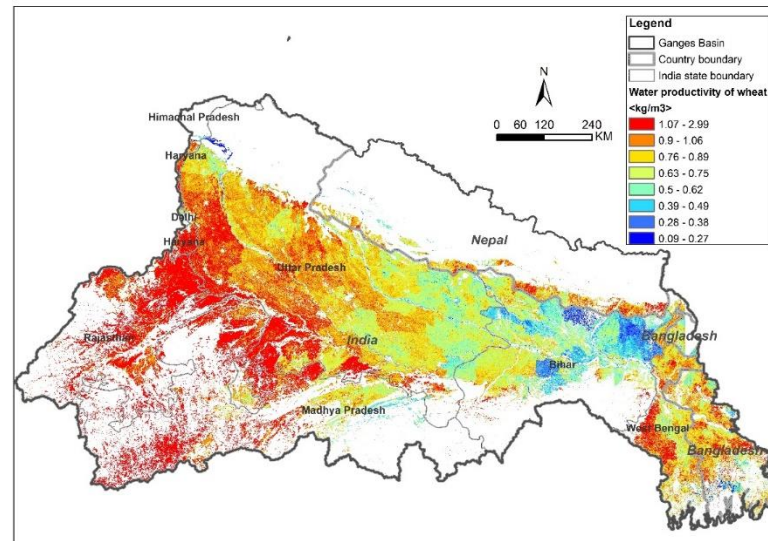 Legend
Ganges Basin
Country boundary
India state boundary
Water productivity of wheat
<kg/m3>
1.07 - 2.99
0.9 - 1.06
0.76 - 0.89
0.63 - 0.75
0.5 - 0.62
0.39 - 0.49
0.28 - 0.38
0.09 - 0.27
N
0 60 120 240
KM
Himachal Pradesh
Haryana
Delhi
Haryana
Nepal
Uttar Pradesh
Rajasthan
India
Bangladesh
Bihar
Madhya Pradesh
West Bengal
Bangladesh